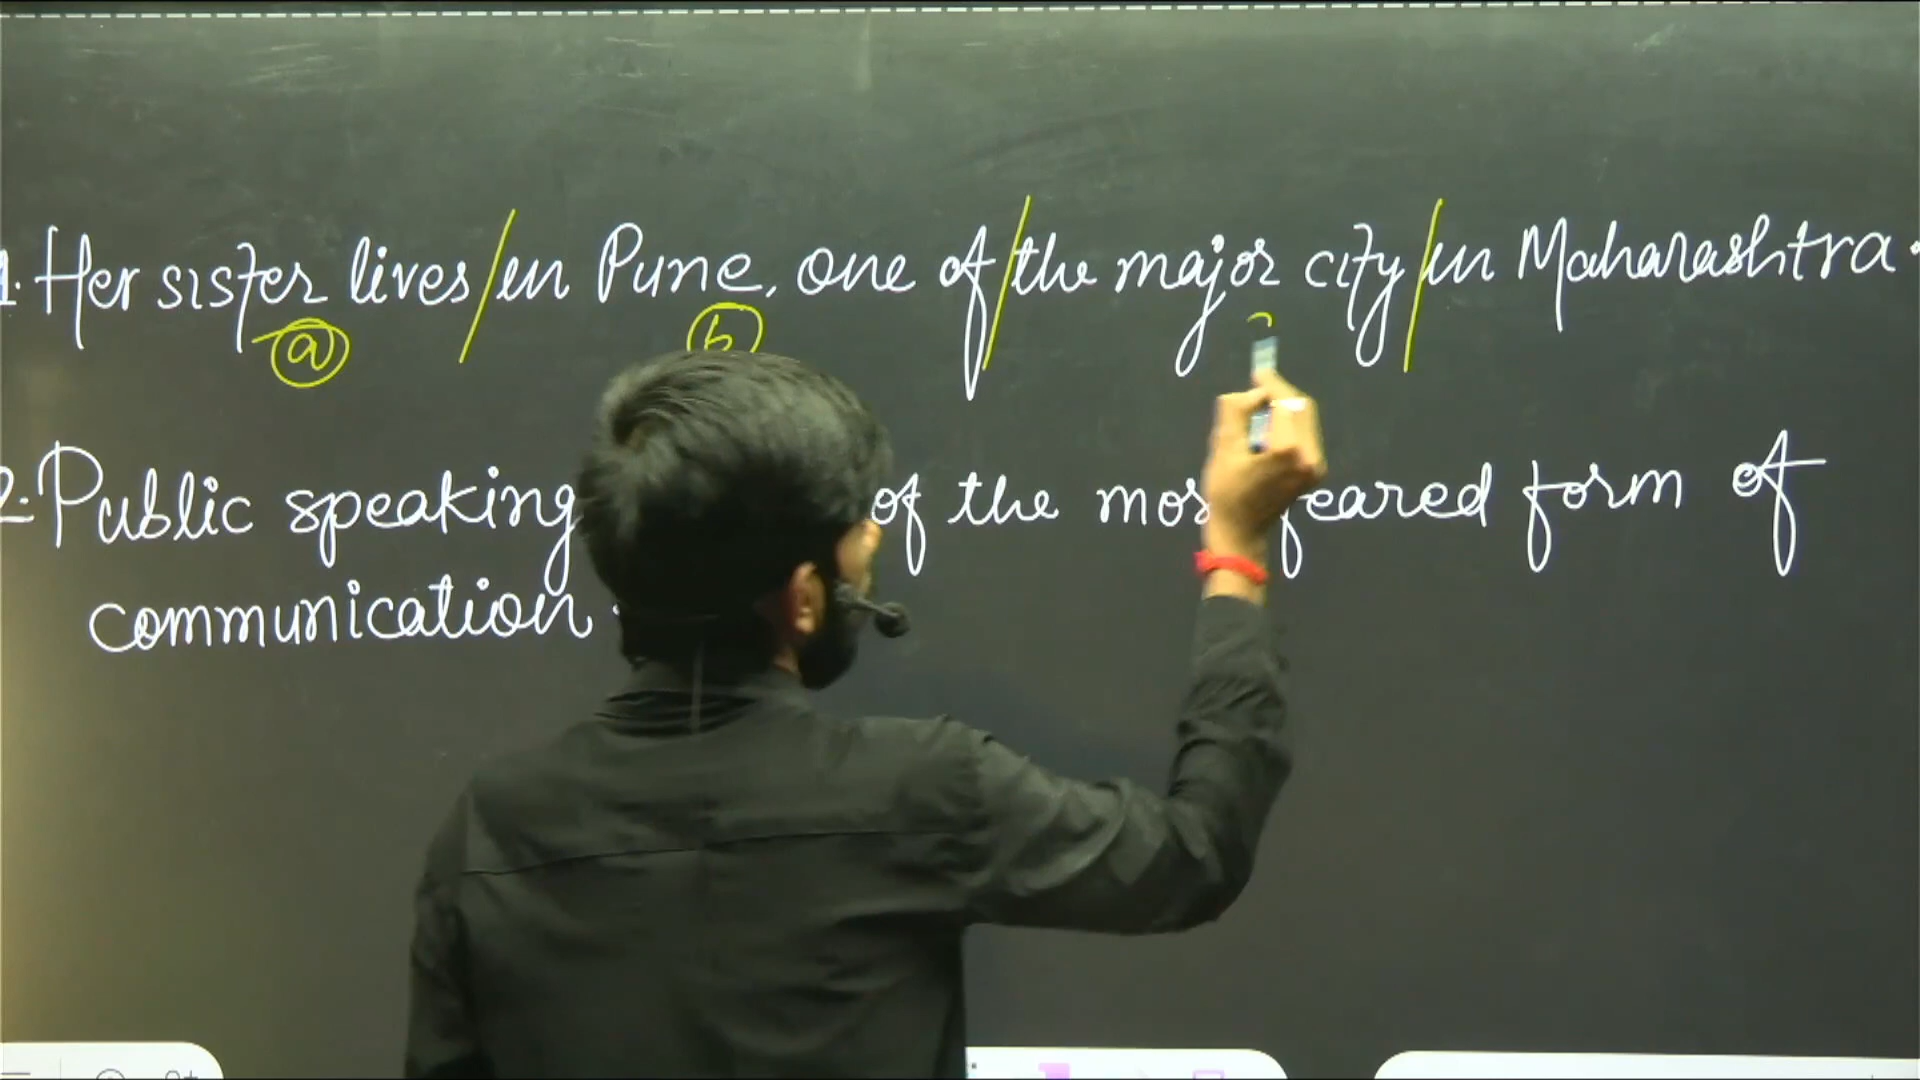 1. Her sister lives/in Pune, one of/the major city/in Maharashtra.
a b
2. Public speaking of the most feared form of
communication.